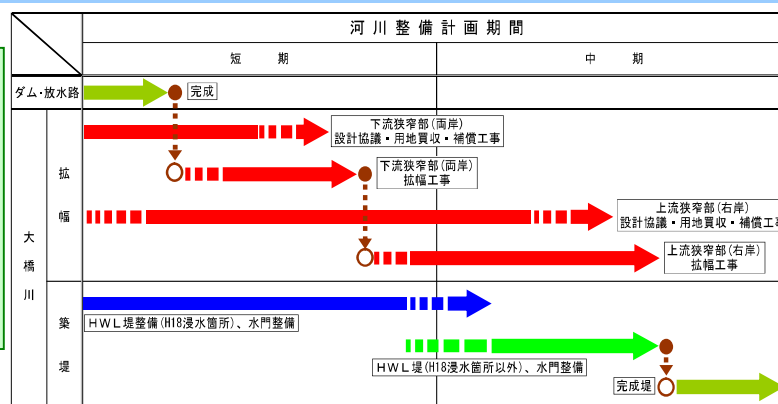 河川整備計画期間
短　期
中　期
ダム・放水路
完成
下流狭窄部(両岸)
設計協議・用地買収・補償工事
下流狭窄部(両岸)
拡幅工事
拡幅
上流狭窄部(右岸)
設計協議・用地買収・補償工事
上流狭窄部(右岸)
拡幅工事
大橋川
HWL堤整備(H18浸水箇所)、水門整備
築堤
HWL堤(H18浸水箇所以外)、水門整備
完成堤